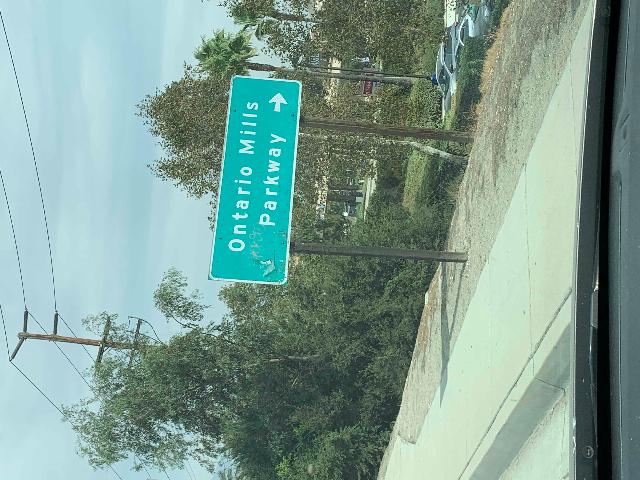 Ontario Mills
Parkway →